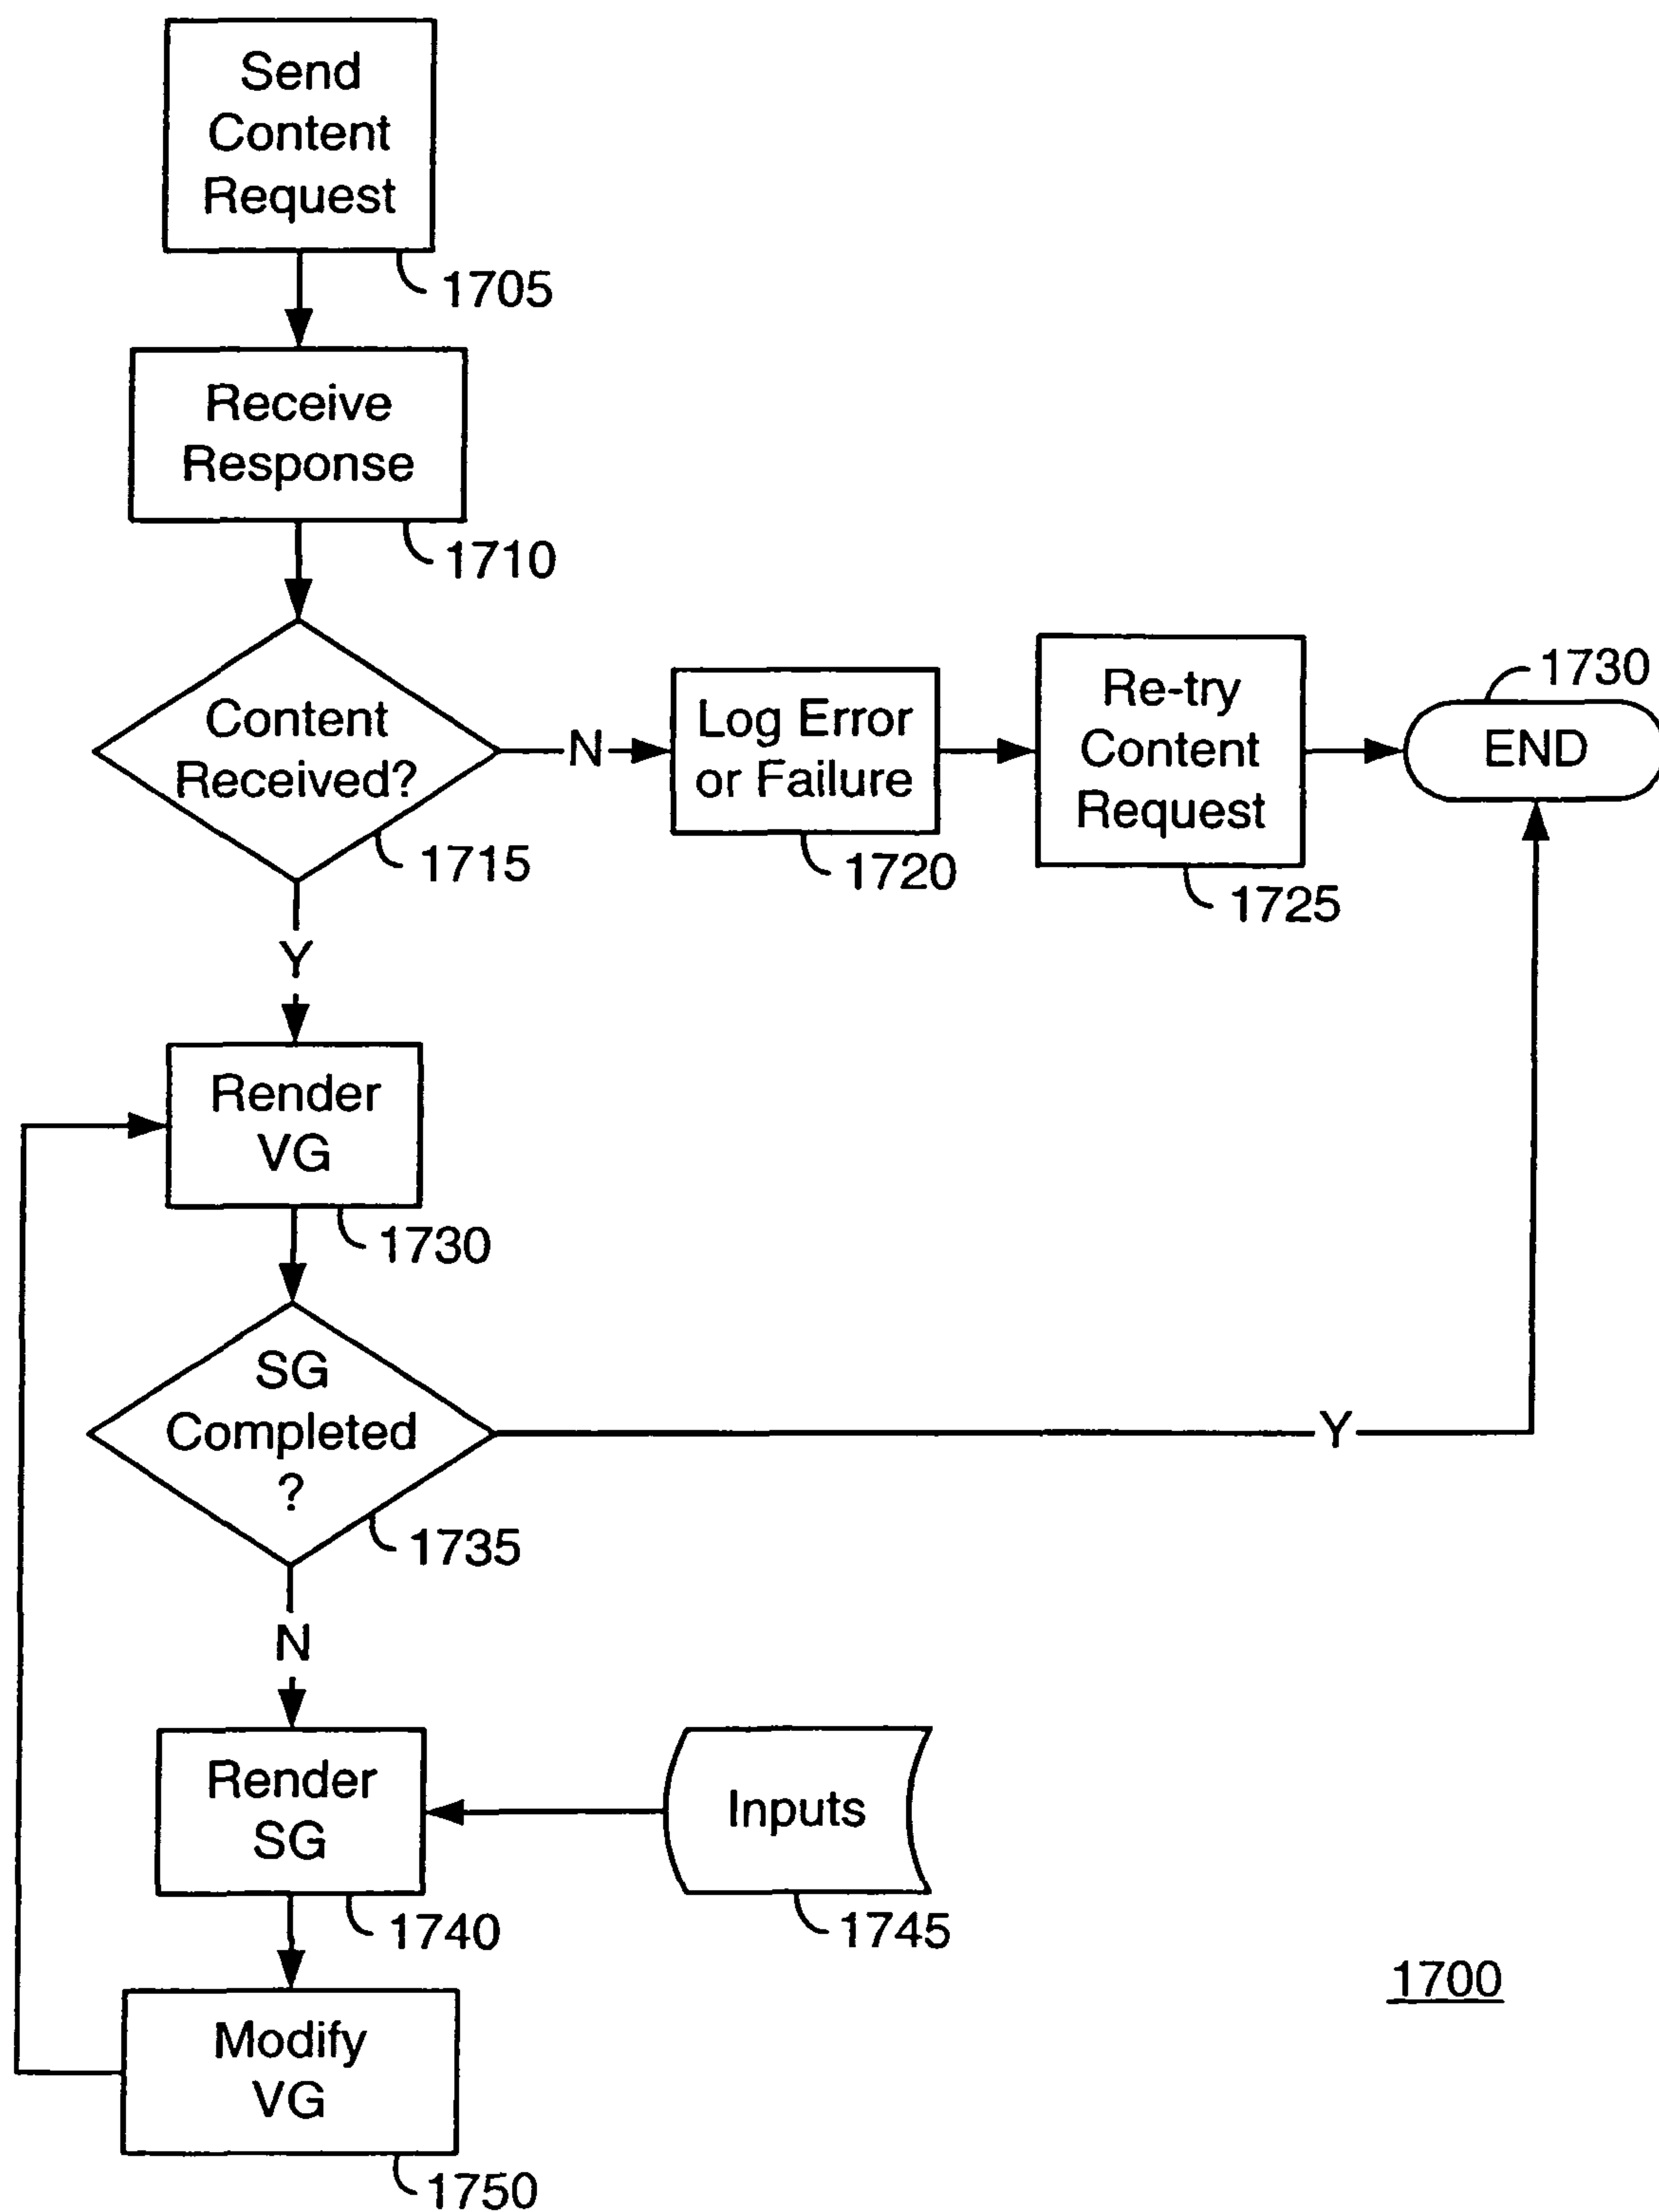 Send
Content
Request
1705
Receive
Response
1710
Content
Received?
1715
N
Log Error
or Failure
1720
Re-try
Content
Request
1725
1730
END
Y
Render
VG
1730
SG
Completed
?
1735
Y
N
Render
SG
1740
Inputs
1745
Modify
VG
1750
1700